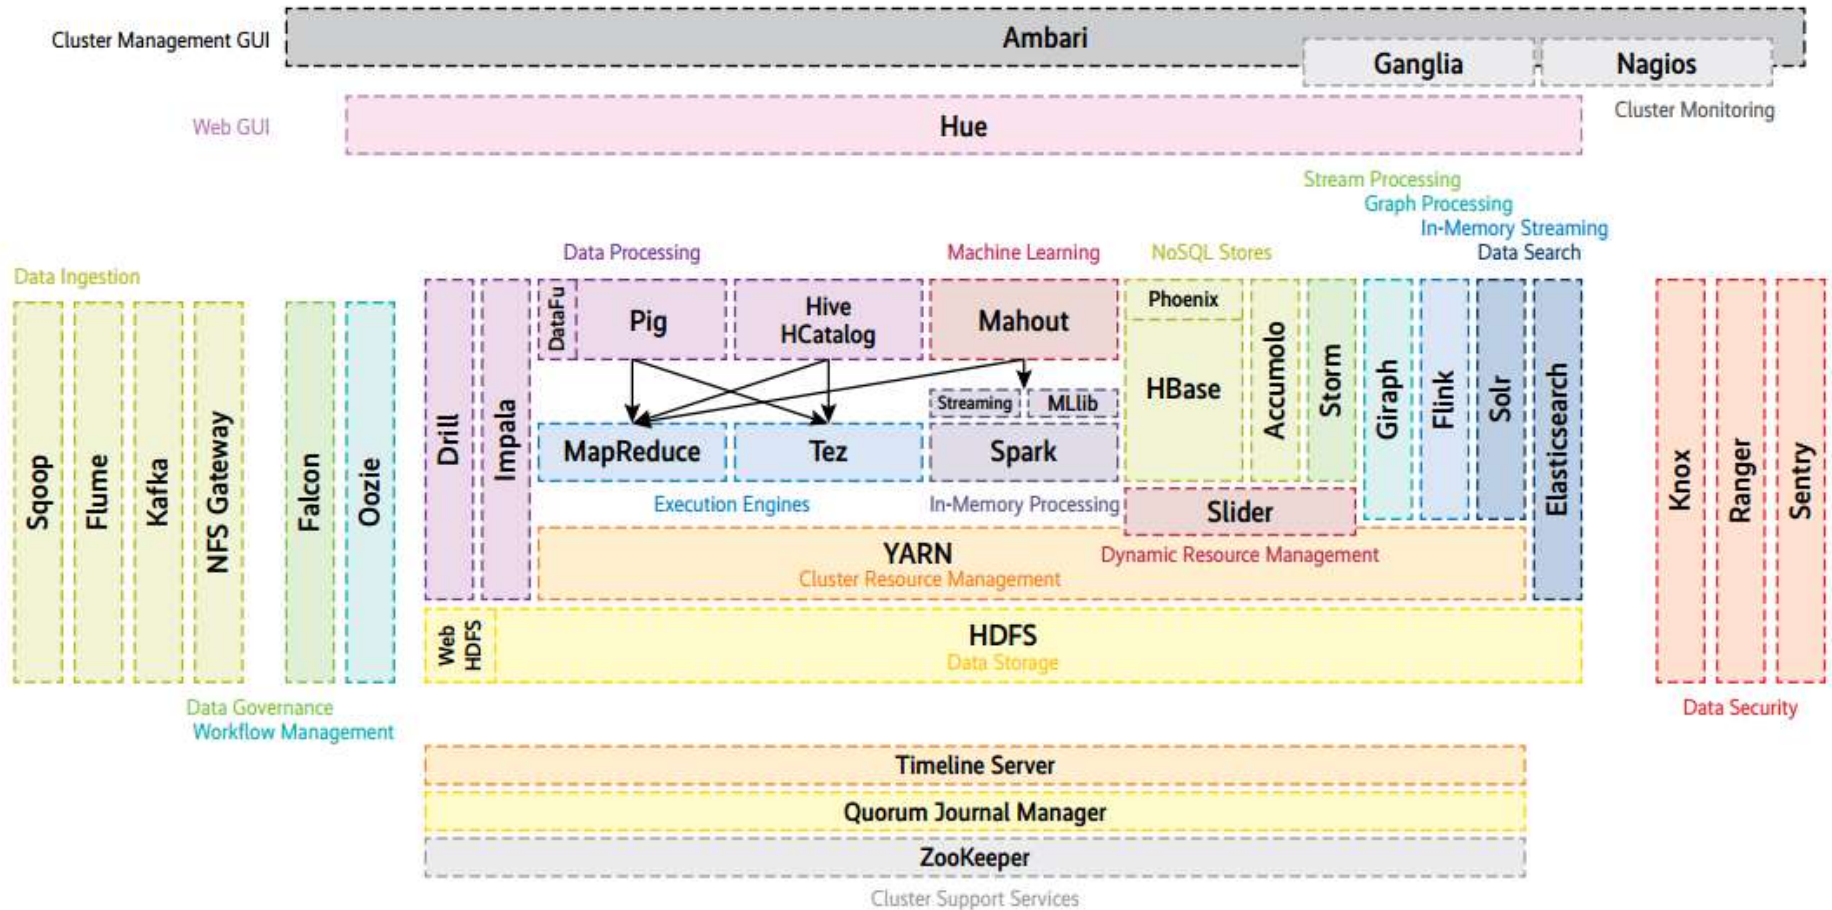 Cluster Management GUI
Ambari
Ganglia
Nagios
Cluster Monitoring
Web GUI
Hue
Stream Processing
Graph Processing
In-Memory Streaming
Data Search
Data Processing
Machine Learning
NoSQL Stores
Data Ingestion
Sqoop
Flume
Kafka
NFS Gateway
Falcon
Oozie
Data Governance
Workflow Management
Drill
Impala
DataFu
Pig
Hive
HCatalog
Mahout
Phoenix
HBase
Accumolo
Storm
Giraph
Flink
Solr
Elasticsearch
Streaming
MLlib
MapReduce
Tez
Spark
Execution Engines
In-Memory Processing
Slider
Dynamic Resource Management
YARN
Cluster Resource Management
Web
HDFS
HDFS
Data Storage
Knox
Ranger
Sentry
Data Security
Timeline Server
Quorum Journal Manager
ZooKeeper
Cluster Support Services